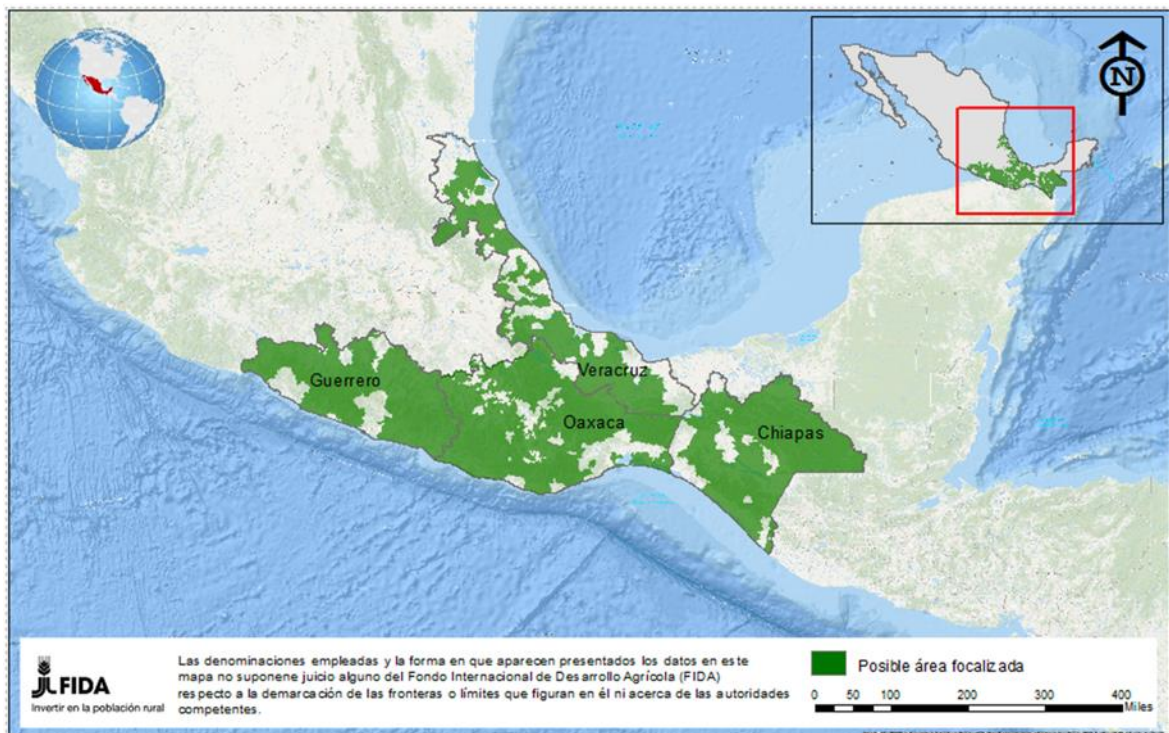 N
Guerrero
Veracruz
Oaxaca
Chiapas
FIDA
Invertir en la población rural
Las denominaciones empleadas y la forma en que aparecen presentados los datos en este
mapa no suponene juicio alguno del Fondo Internacional de Desarrollo Agrícola (FIDA)
respecto a la demarcación de las fronteras o límites que figuran en él ni acerca de las autoridades
competentes.
Posible área focalizada
0 50 100 200 300 400
Miles